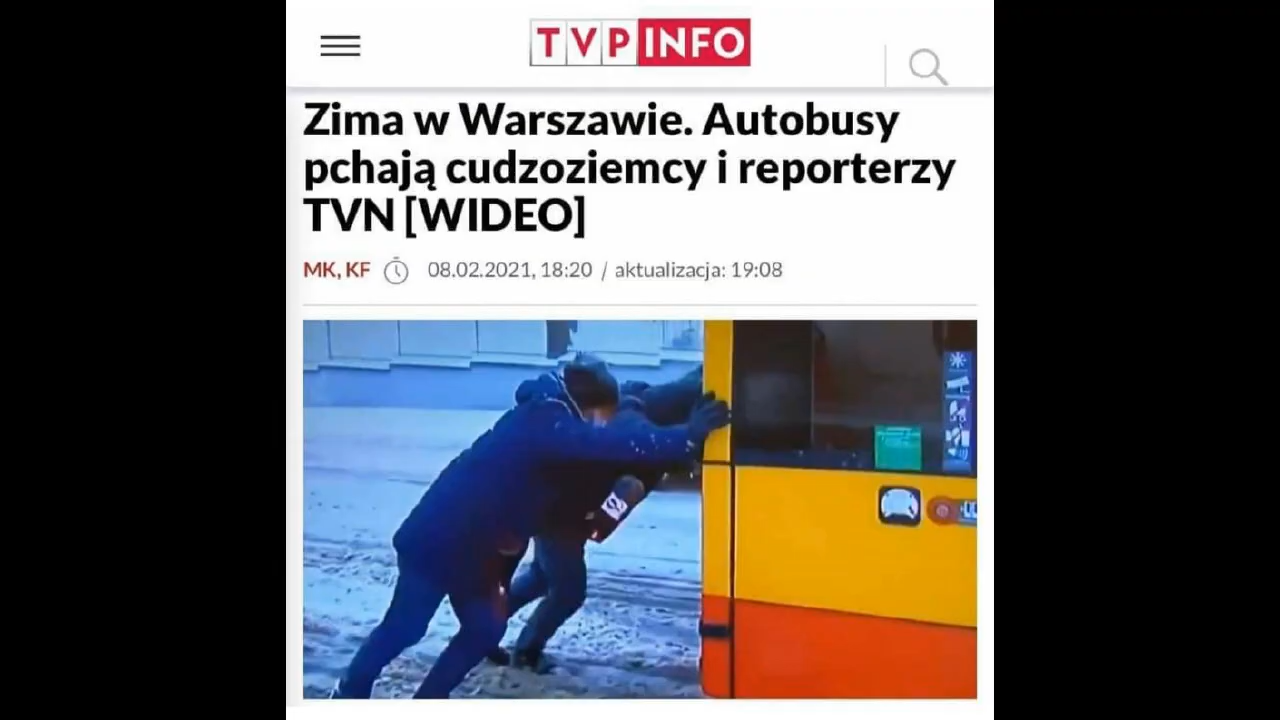 TVP INFO
Zima w Warszawie. Autobusy
pchają cudzoziemcy i reporterzy
TVN [WIDEO]
MK, KF 08.02.2021, 18:20 / aktualizacja: 19:08